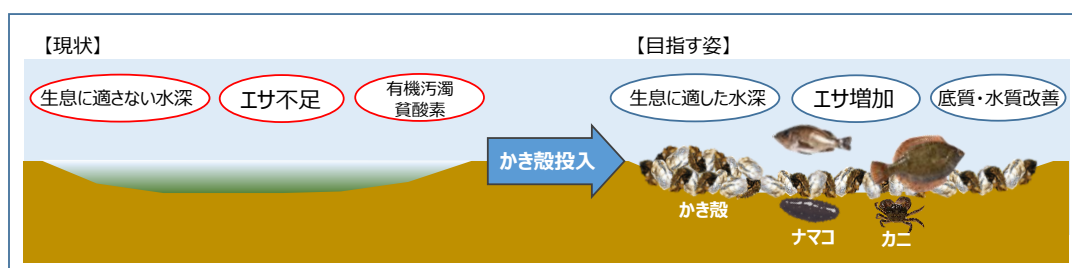 【現状】
生息に適さない水深
エサ不足
有機汚濁
貧酸素
かき殻投入
【目指す姿】
生息に適した水深
エサ増加
底質・水質改善
かき殻
ナマコ
カニ